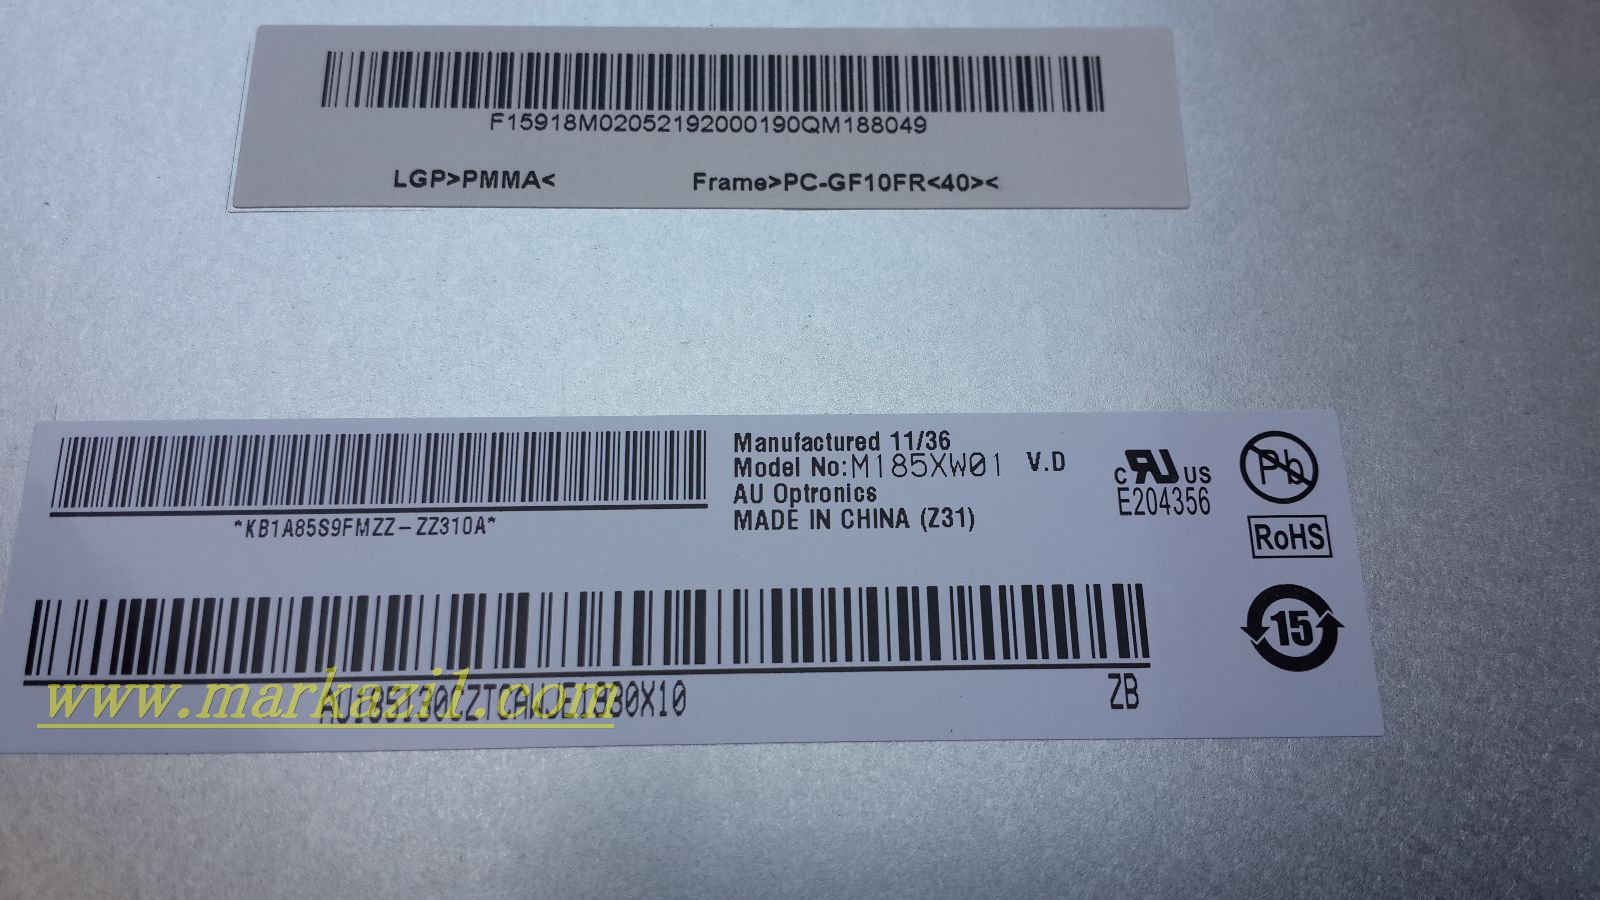 F15918M02052192000190QM188049
LGP>PMMA< Frame>PC-GF10FR<40><
Manufactured 11/36
Model No:M185XW01 V.D
AU Optronics
MADE IN CHINA (Z31)
*KB1A85S9FMZZ-ZZ310A*
c RU US
E204356
Pb
RoHS
15
ZB
www.markazil.com